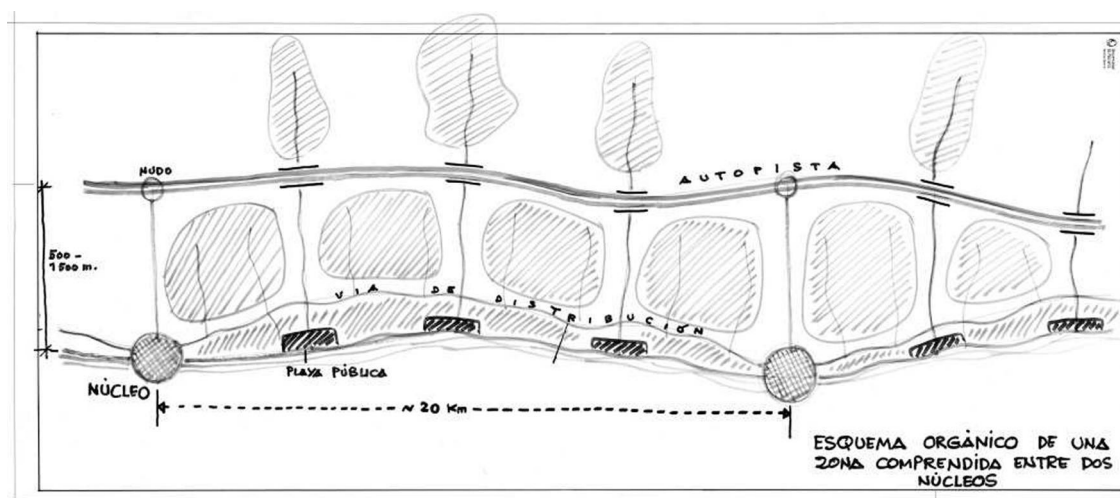 NUDO
AUTOPISTA
500 -
1500 m.
VIA DE DISTRIBUCIÓN
PLAYA PÚBLICA
NÚCLEO
~ 20 Km
ESQUEMA ORGÁNICO DE UNA
ZONA COMPRENDIDA ENTRE DOS
NÚCLEOS